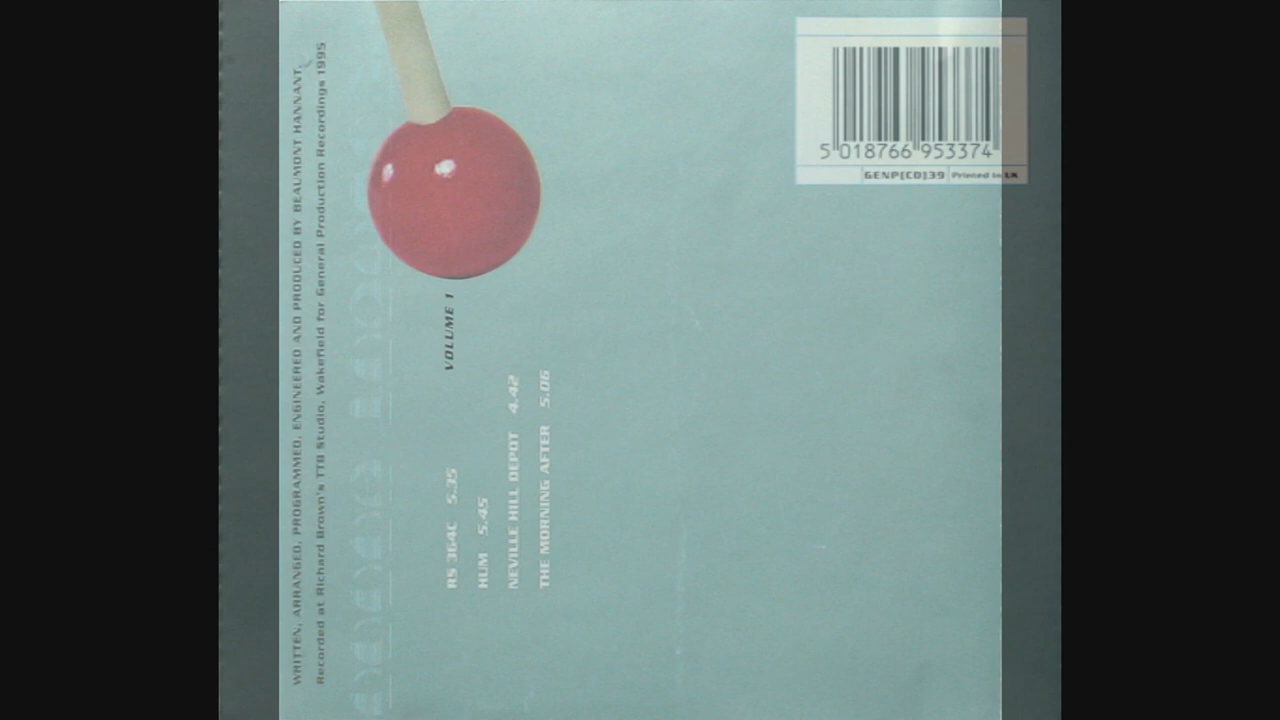 WRITTEN, ARRANGED, PROGRAMMED, ENGINEERED AND PRODUCED BY BEAUMONT HANNANT,
Recorded at Richard Brown's TTB Studio, Wakefield for General Production Recordings 1995
VOLUME 1
RS 364C 5.35
HUM 5.45
NEVILLE HILL DEPOT 4.42
THE MORNING AFTER 5.06
5 018766 953374
GENP[CD]39 Printed in UK